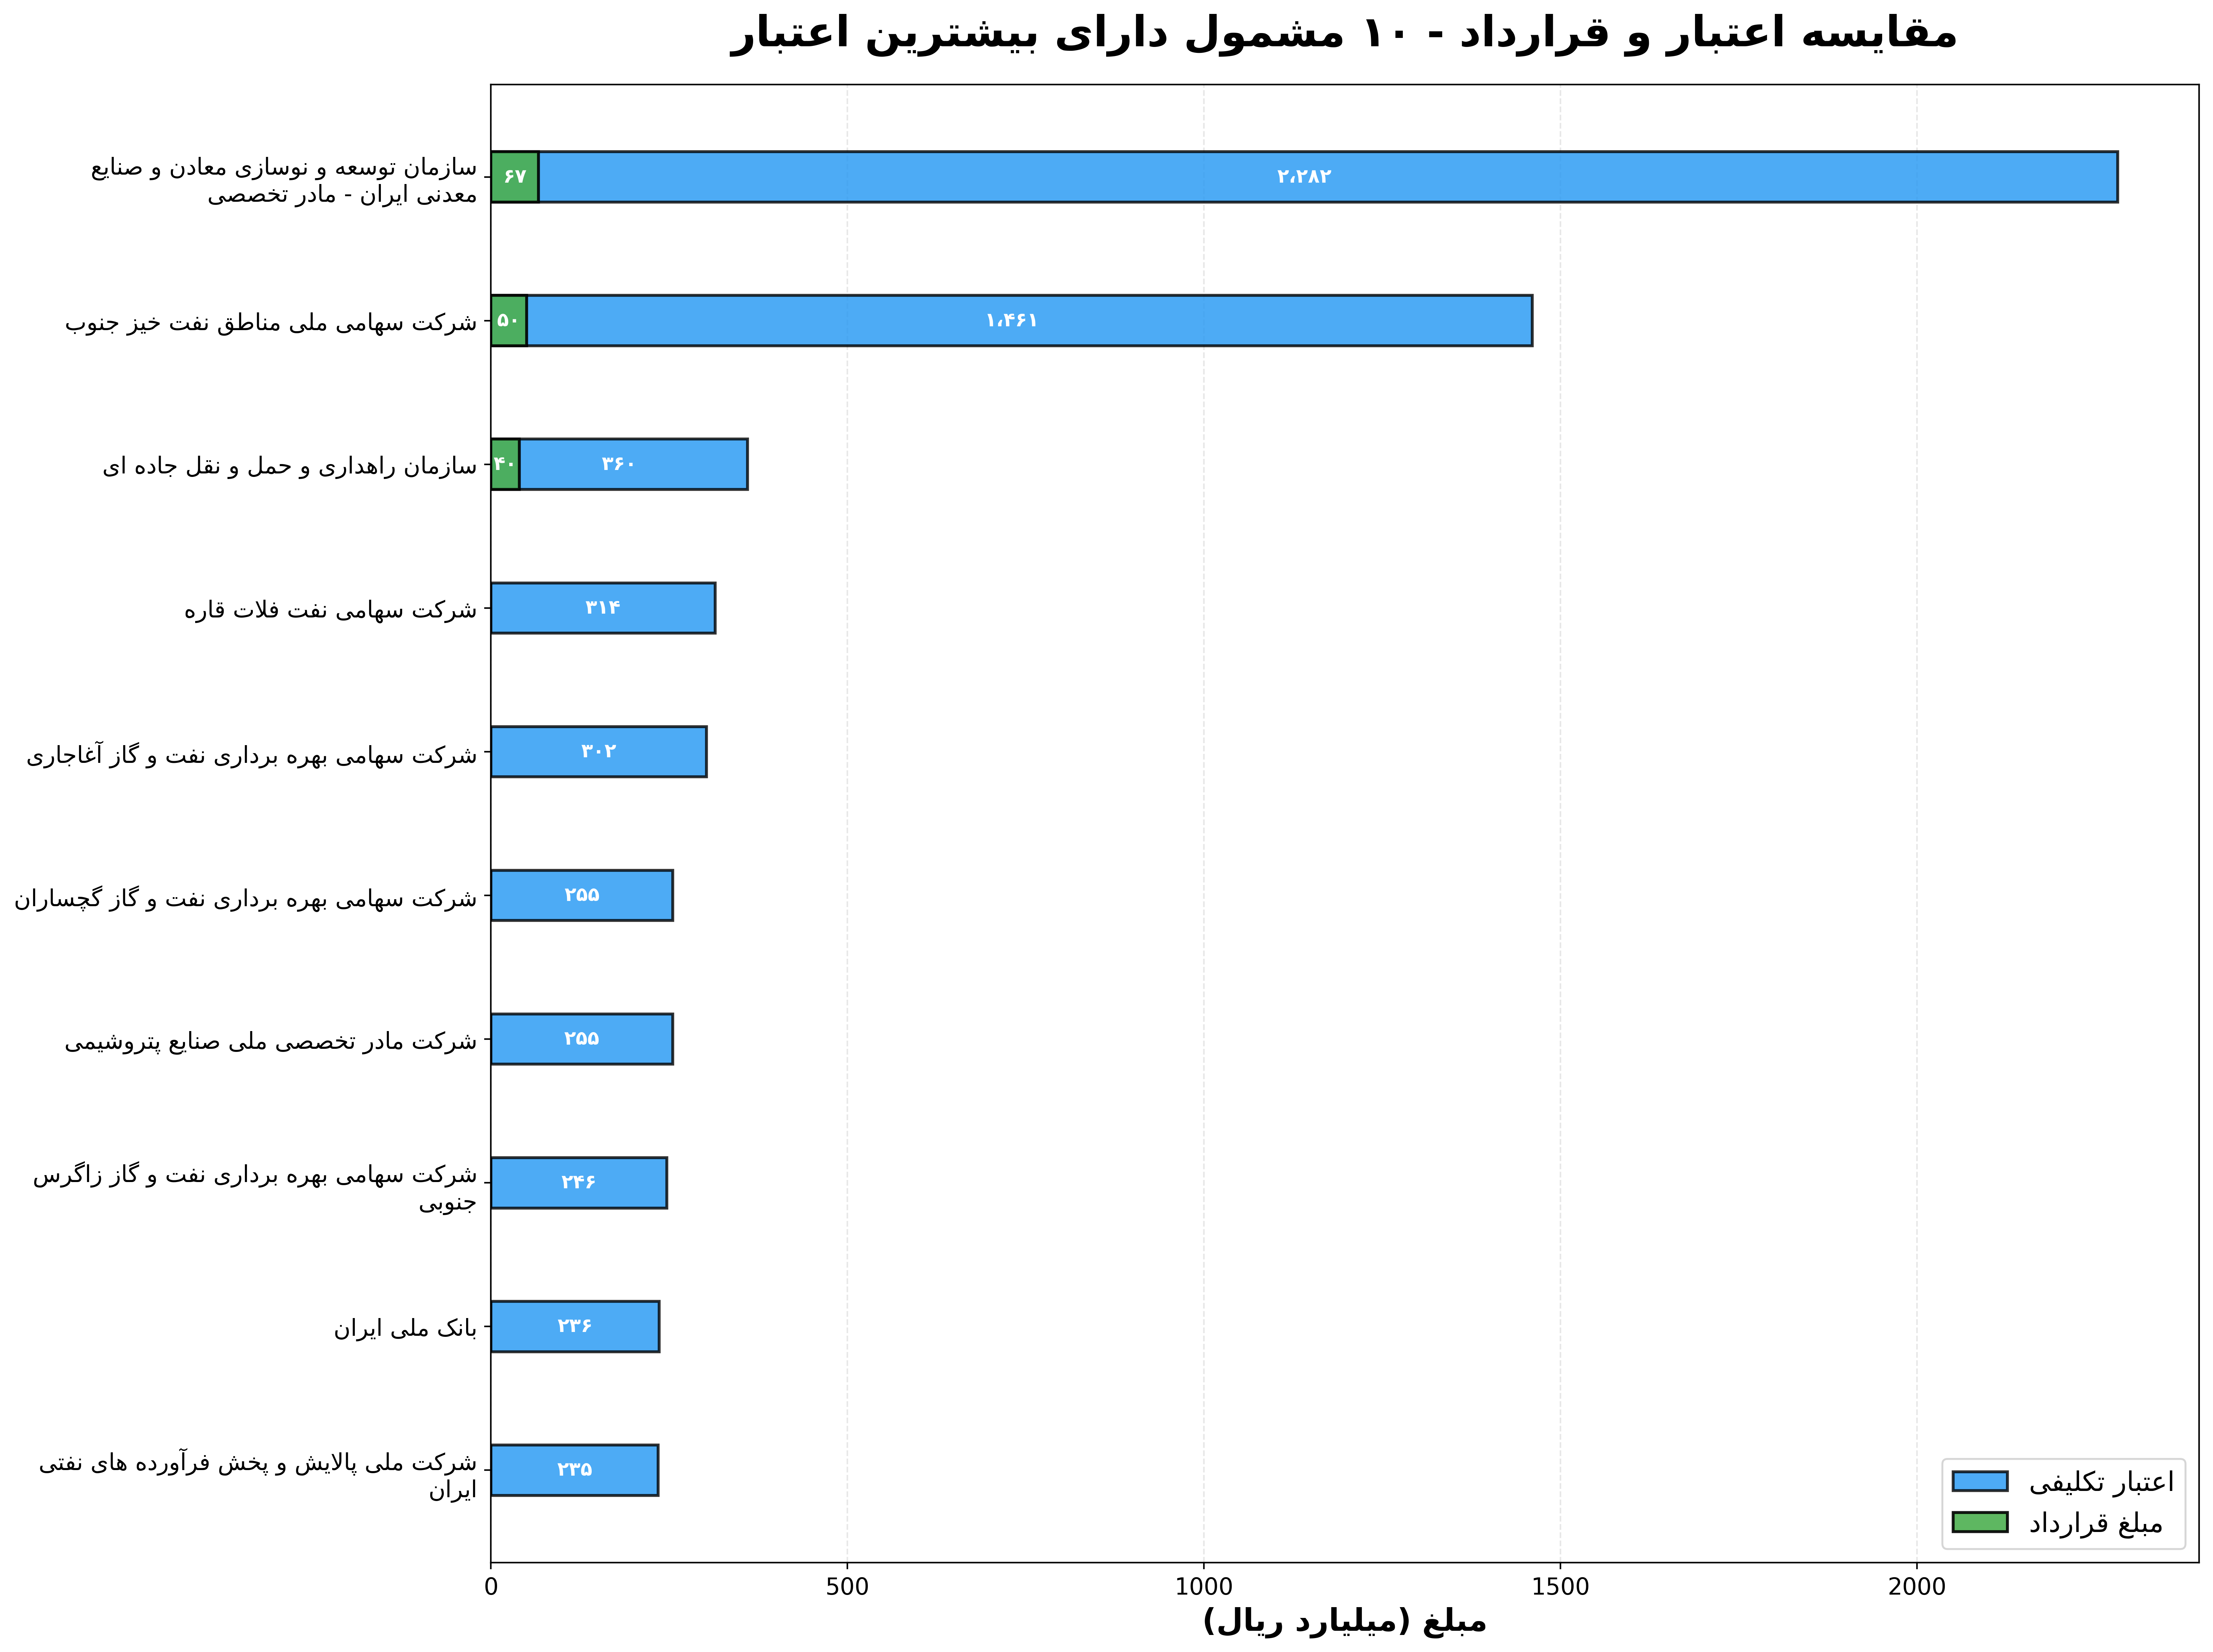 مقایسه اعتبار و قرارداد - ۱۰ مشمول دارای بیشترین اعتبار
سازمان توسعه و نوسازی معادن و صنایع
معدنی ایران - مادر تخصصی
۶۷
۲،۲۸۲
شرکت سهامی ملی مناطق نفت خیز جنوب
۵۰
۱،۴۶۱
سازمان راهداری و حمل و نقل جاده ای
۴۰
۳۶۰
شرکت سهامی نفت فلات قاره
۳۱۴
شرکت سهامی بهره برداری نفت و گاز آغاجاری
۳۰۲
شرکت سهامی بهره برداری نفت و گاز گچساران
۲۵۵
شرکت مادر تخصصی ملی صنایع پتروشیمی
۲۵۵
شرکت سهامی بهره برداری نفت و گاز زاگرس
جنوبی
۲۴۶
بانک ملی ایران
۲۳۶
شرکت ملی پالایش و پخش فرآورده های نفتی
ایران
۲۳۵
اعتبار تکلیفی
مبلغ قرارداد
0 500 1000 1500 2000
مبلغ (میلیارد ریال)